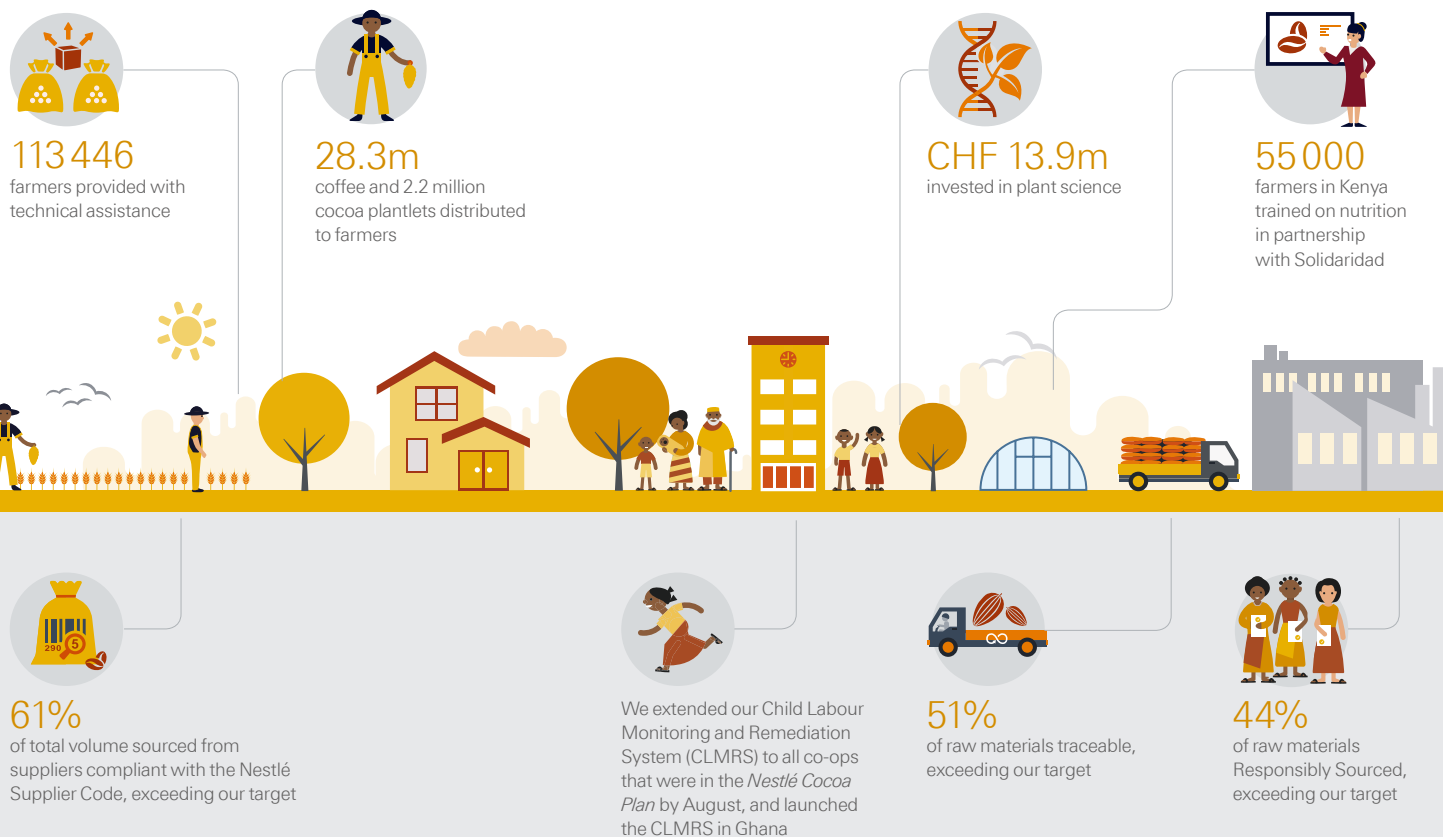 113 446
farmers provided with
technical assistance
28.3m
coffee and 2.2 million
cocoa plantlets distributed
to farmers
CHF 13.9m
invested in plant science
55 000
farmers in Kenya
trained on nutrition
in partnership
with Solidaridad
290
5
61%
of total volume sourced from
suppliers compliant with the Nestlé
Supplier Code, exceeding our target
We extended our Child Labour
Monitoring and Remediation
System (CLMRS) to all co-ops
that were in the Nestlé Cocoa
Plan by August, and launched
the CLMRS in Ghana
51%
of raw materials traceable,
exceeding our target
44%
of raw materials
Responsibly Sourced,
exceeding our target